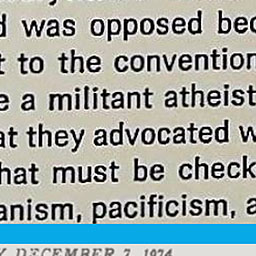 d was opposed bec
t to the convention
e a militant atheist
at they advocated w
hat must be check
anism, pacificism, a
Y DECEMBER 7, 1974